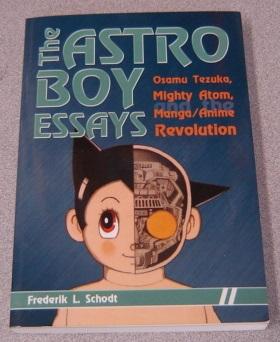 The ASTRO
BOY
ESSAYS
Osamu Tezuka,
Mighty Atom,
and the
Manga/Anime
Revolution
Frederik L. Schodt